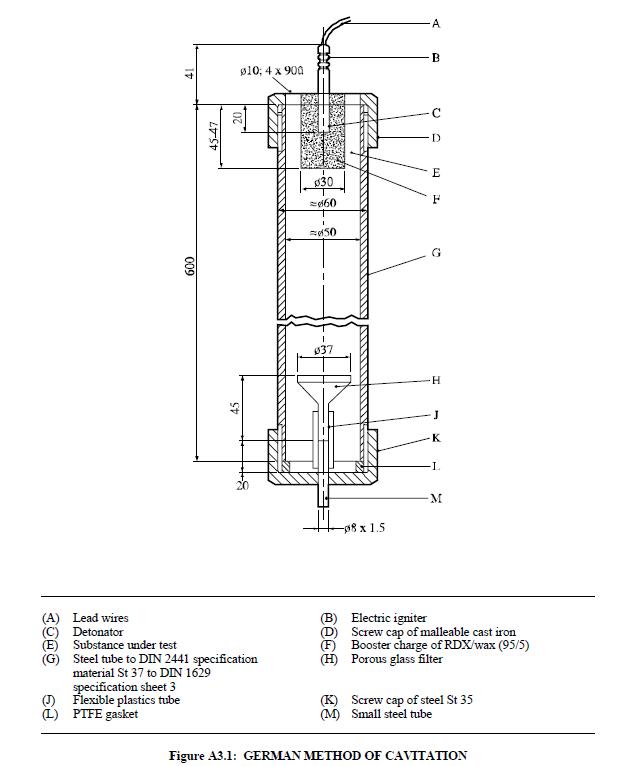 A
B
41
ø10; 4 x 90û
20
45-47
C
D
E
F
ø30
≈ø60
≈ø50
G
600
ø37
H
45
J
K
L
20
M
ø8 x 1.5
(A) Lead wires
(B) Electric igniter
(C) Detonator
(D) Screw cap of malleable cast iron
(E) Substance under test
(F) Booster charge of RDX/wax (95/5)
(G) Steel tube to DIN 2441 specification
(H) Porous glass filter
material St 37 to DIN 1629
specification sheet 3
(J) Flexible plastics tube
(K) Screw cap of steel St 35
(L) PTFE gasket
(M) Small steel tube
Figure A3.1: GERMAN METHOD OF CAVITATION